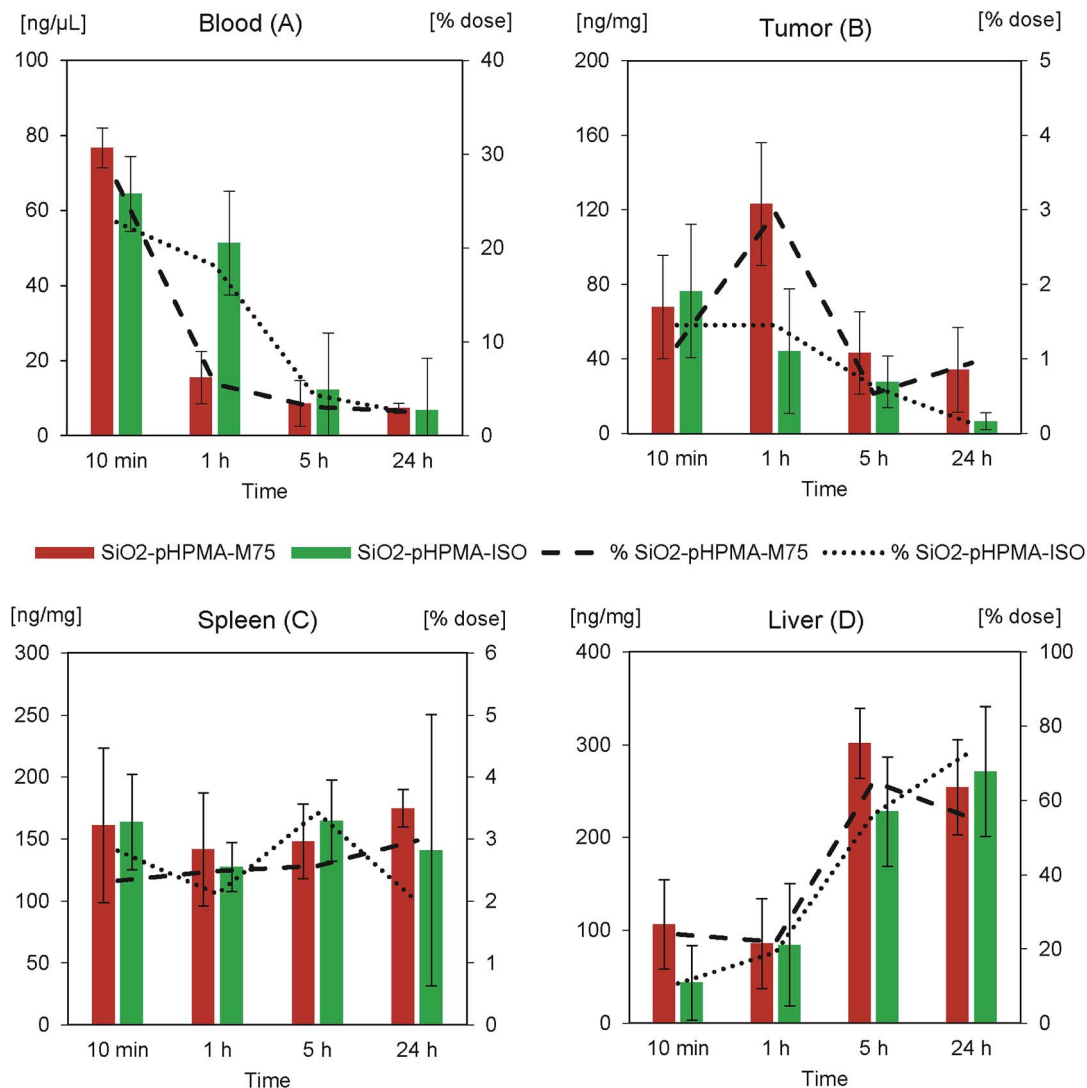 [ng/µL] Blood (A) [% dose]
100 40
80 30
60 20
40
20 10
0 0
10 min 1 h 5 h 24 h
Time
[ng/mg] Tumor (B) [% dose]
200 5
160 4
120 3
80 2
40 1
0 0
10 min 1 h 5 h 24 h
Time
SiO2-pHPMA-M75 SiO2-pHPMA-ISO % SiO2-pHPMA-M75 % SiO2-pHPMA-ISO
[ng/mg] Spleen (C) [% dose]
300 6
250 5
200 4
150 3
100 2
50 1
0 0
10 min 1 h 5 h 24 h
Time
[ng/mg] Liver (D) [% dose]
400 100
300 80
200 60
100 40
0 20
0
10 min 1 h 5 h 24 h
Time